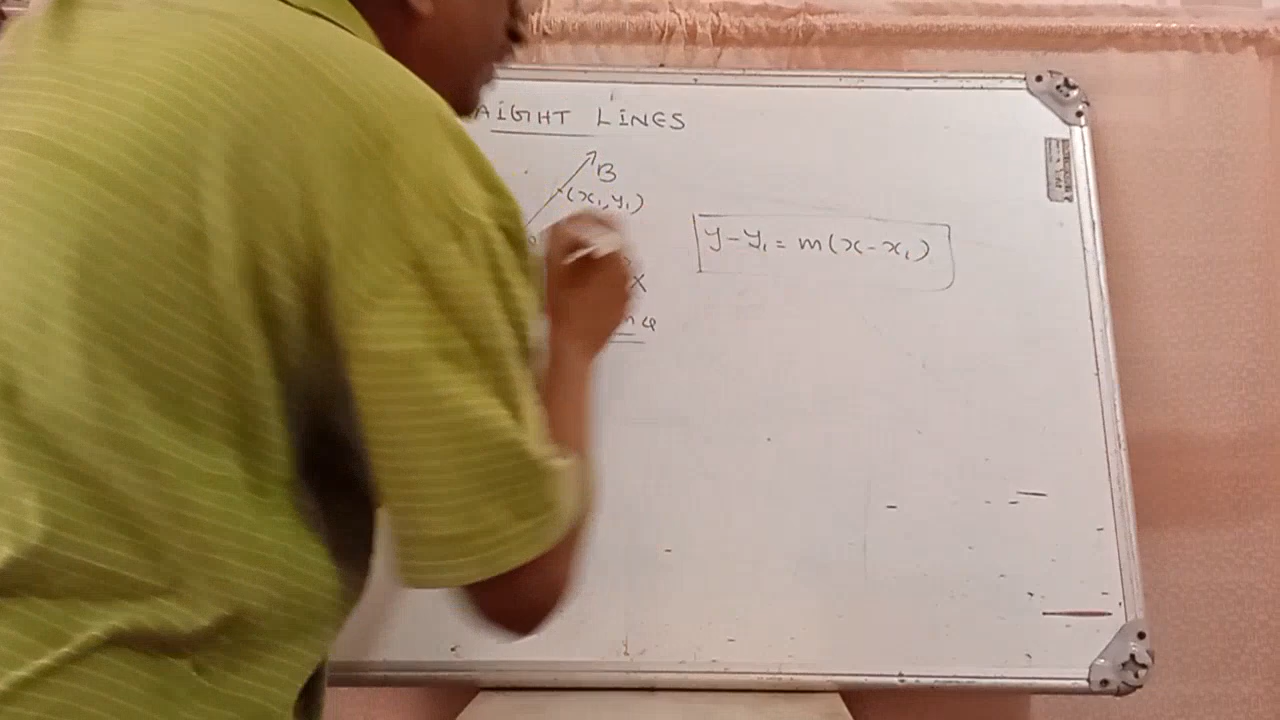 AIGHT LINES
B
(x₁, y₁)
y-y₁ = m(x-x₁)
X